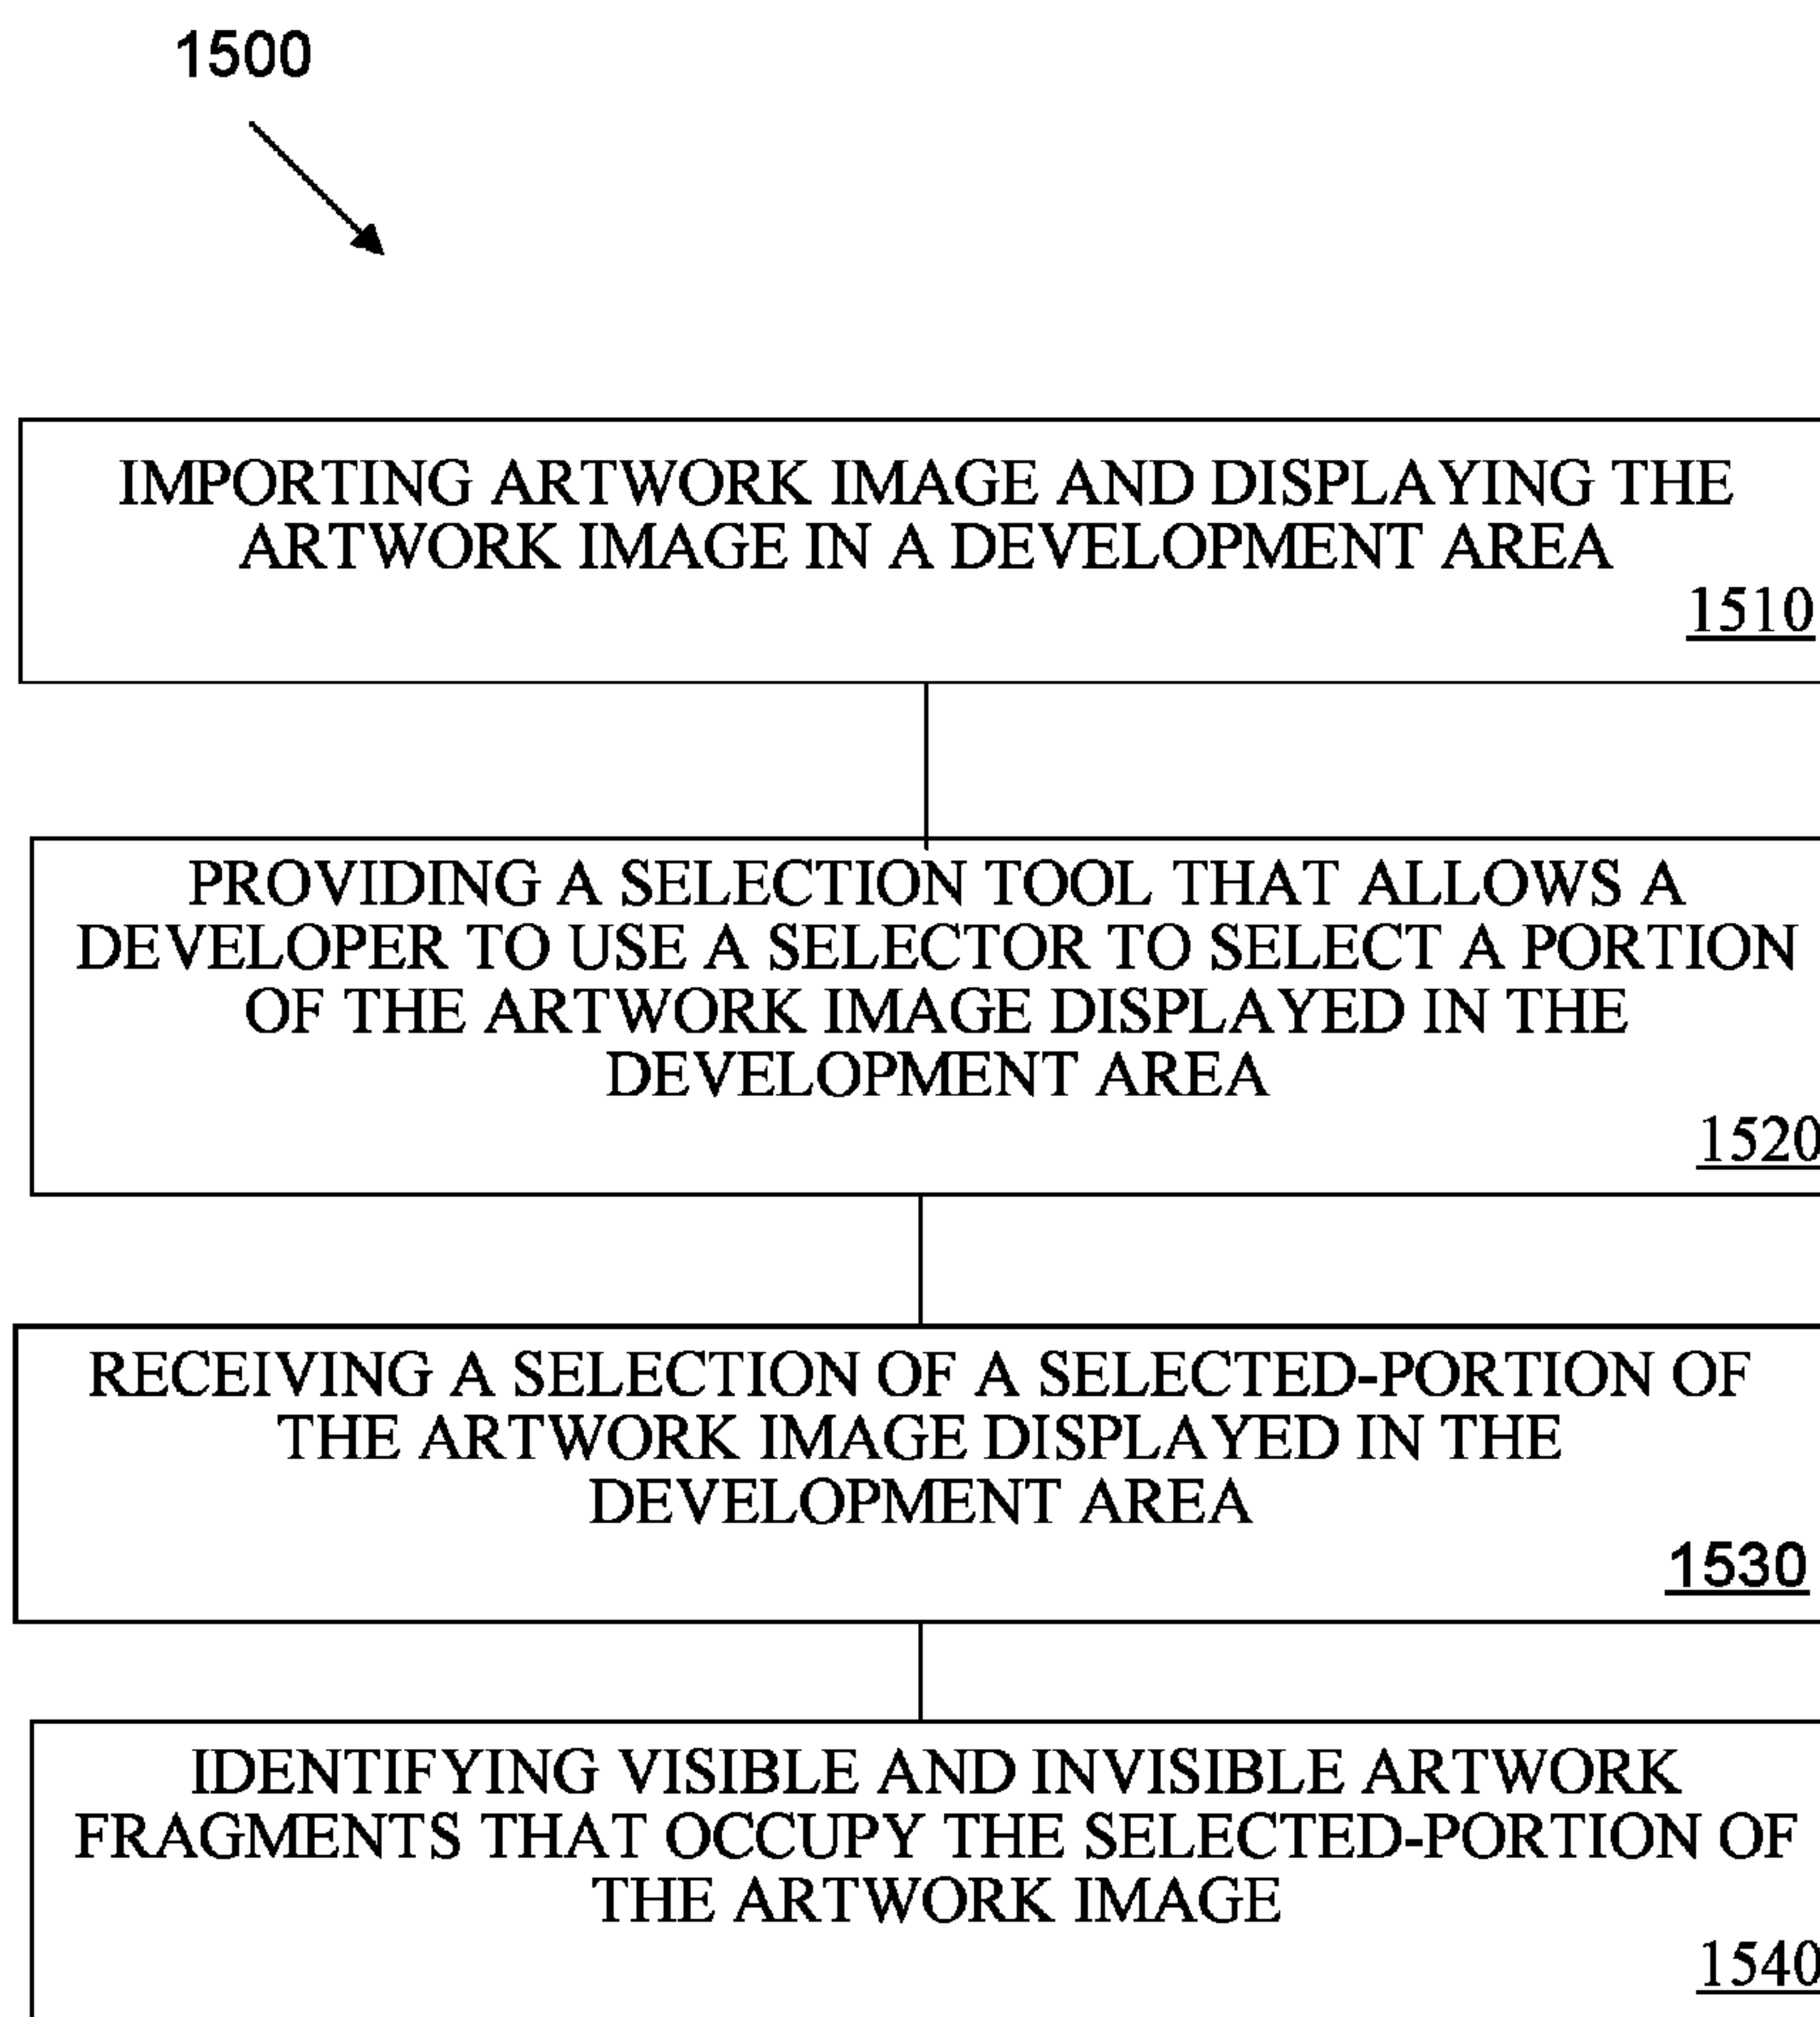 1500
IMPORTING ARTWORK IMAGE AND DISPLAYING THE
ARTWORK IMAGE IN A DEVELOPMENT AREA
1510
PROVIDING A SELECTION TOOL THAT ALLOWS A
DEVELOPER TO USE A SELECTOR TO SELECT A PORTION
OF THE ARTWORK IMAGE DISPLAYED IN THE
DEVELOPMENT AREA
1520
RECEIVING A SELECTION OF A SELECTED-PORTION OF
THE ARTWORK IMAGE DISPLAYED IN THE
DEVELOPMENT AREA
1530
IDENTIFYING VISIBLE AND INVISIBLE ARTWORK
FRAGMENTS THAT OCCUPY THE SELECTED-PORTION OF
THE ARTWORK IMAGE
1540